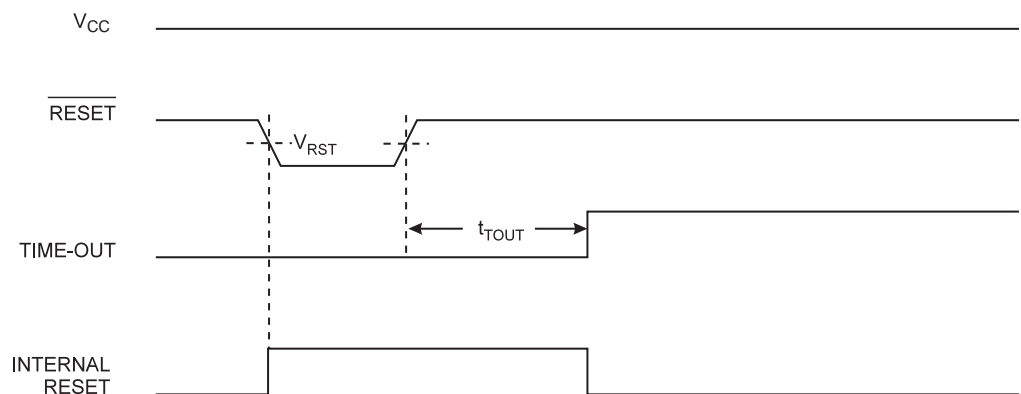 VCC
RESET
VRST
tTOUT
TIME-OUT
INTERNAL
RESET